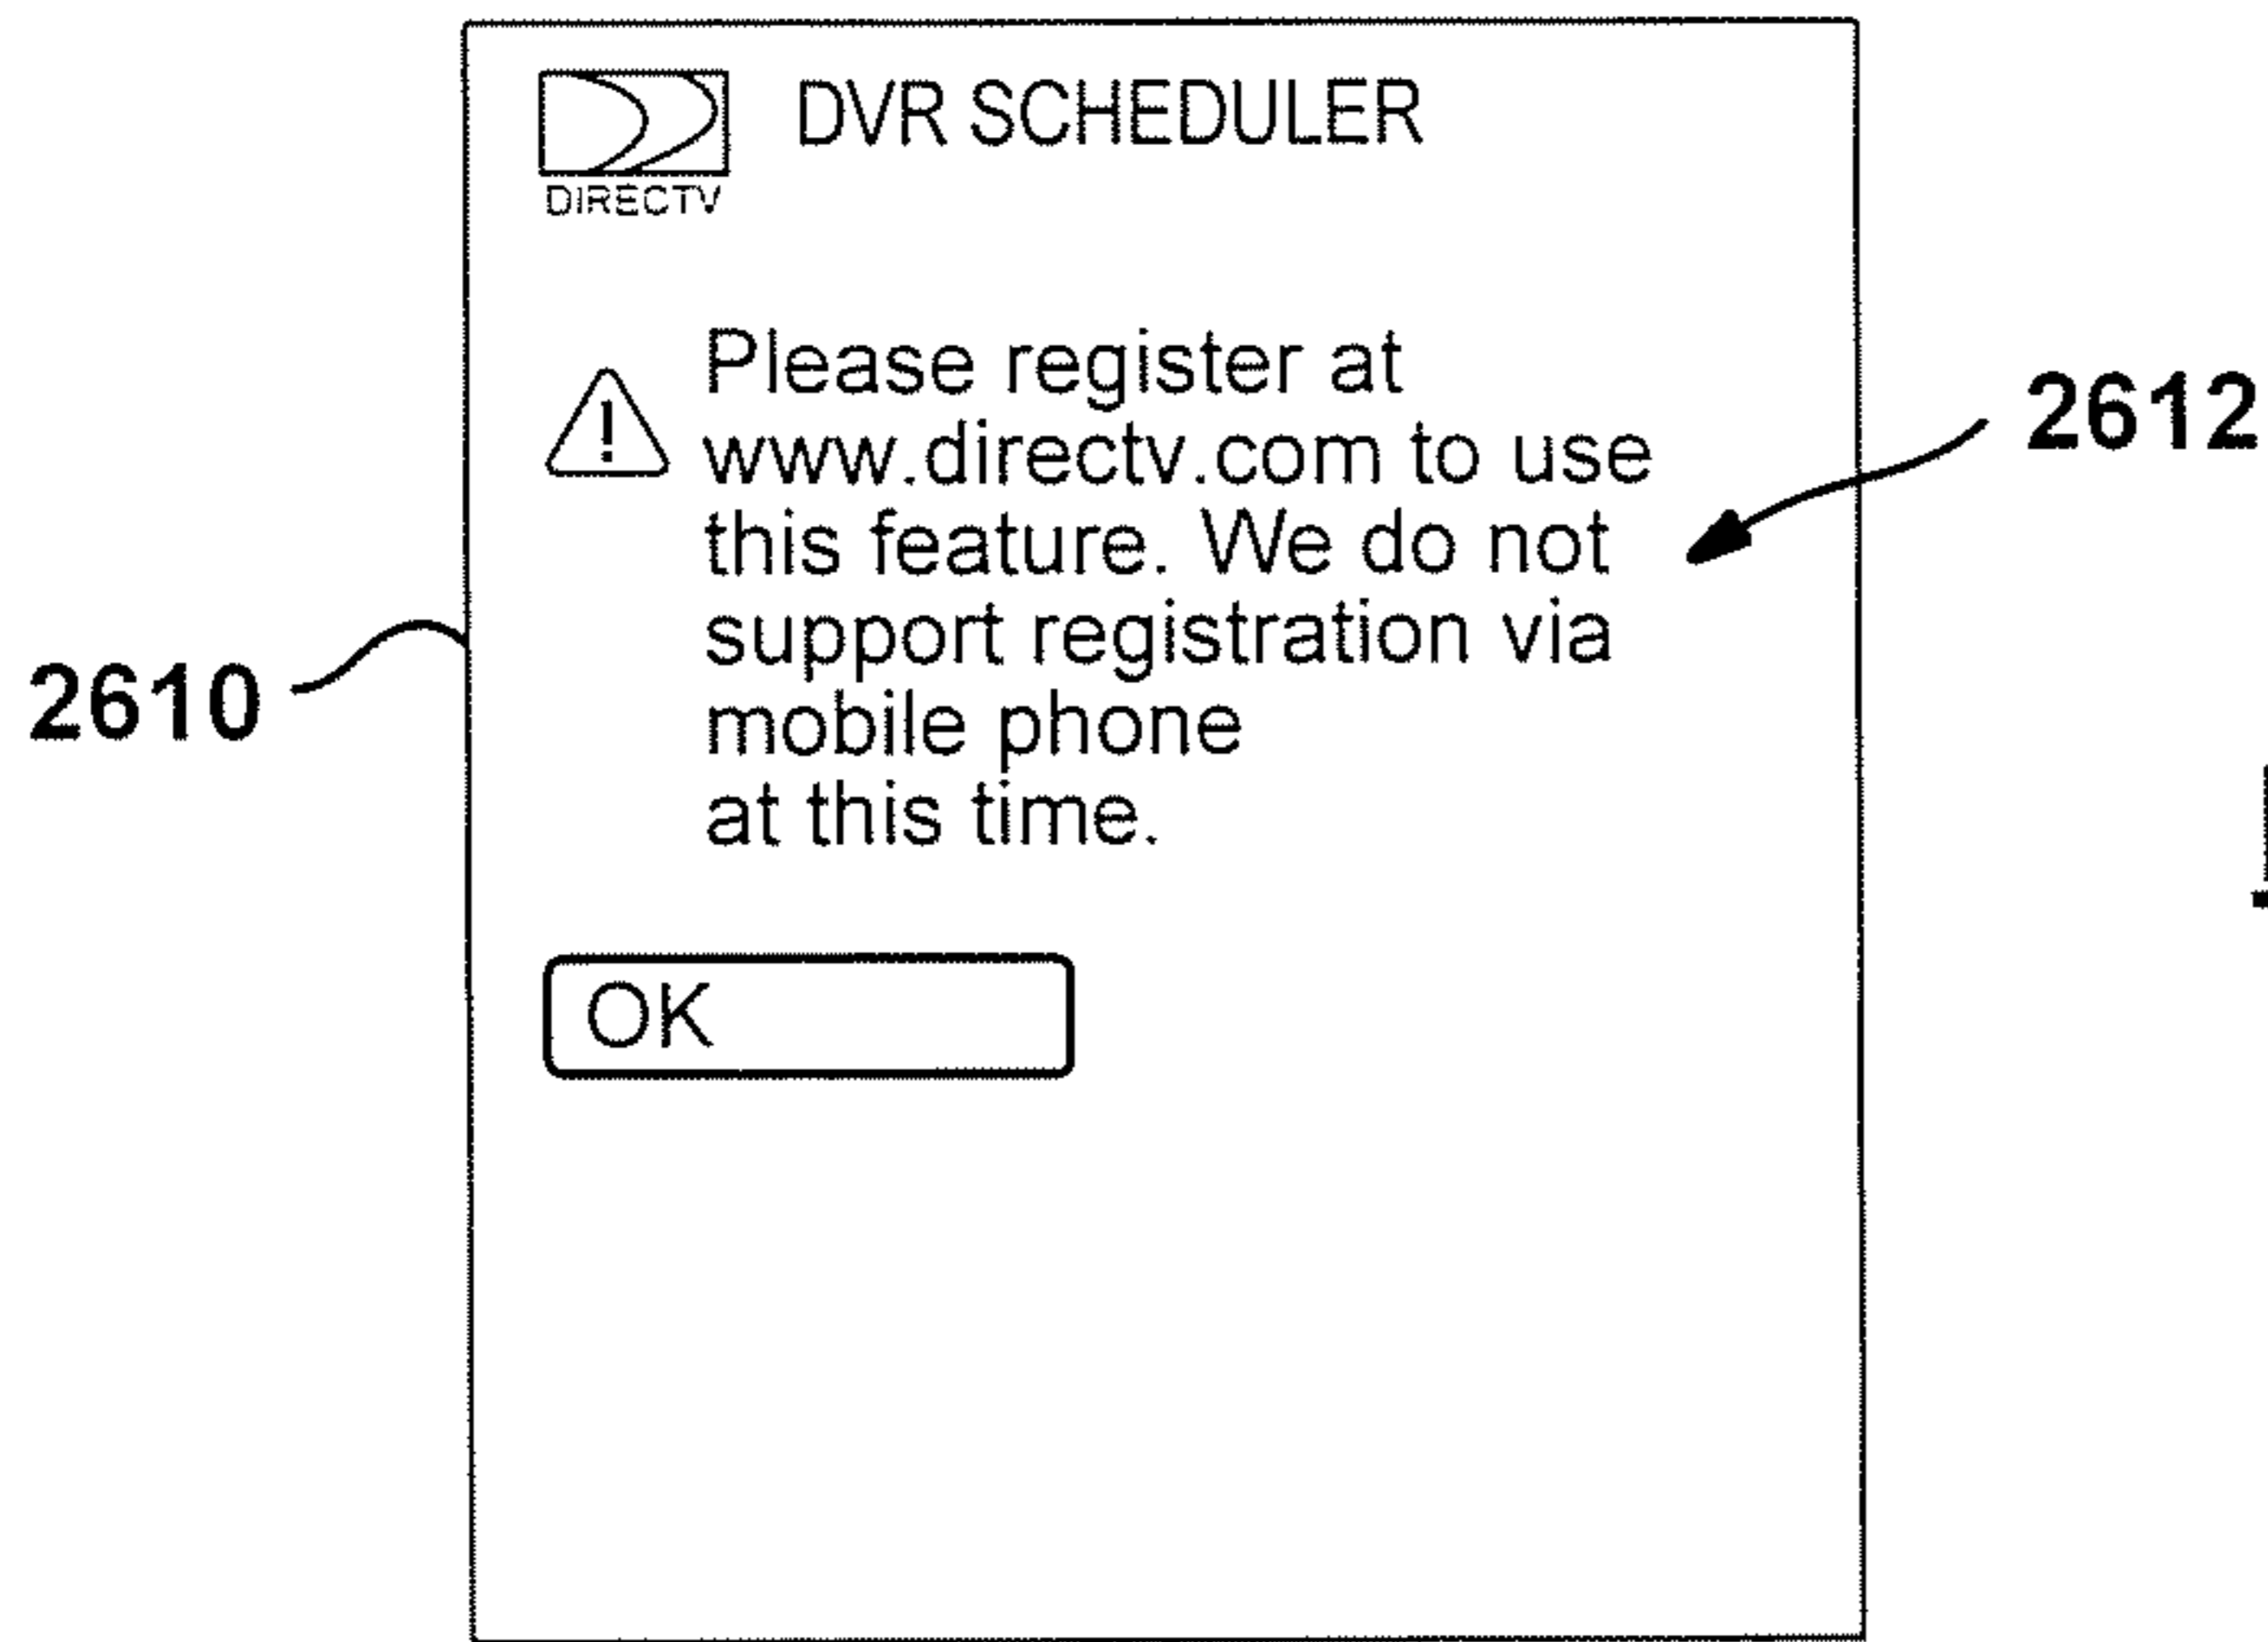 DVR SCHEDULER
DIRECTV
Please register at
www.directv.com to use
this feature. We do not
support registration via
mobile phone
at this time.
OK
2612
2610